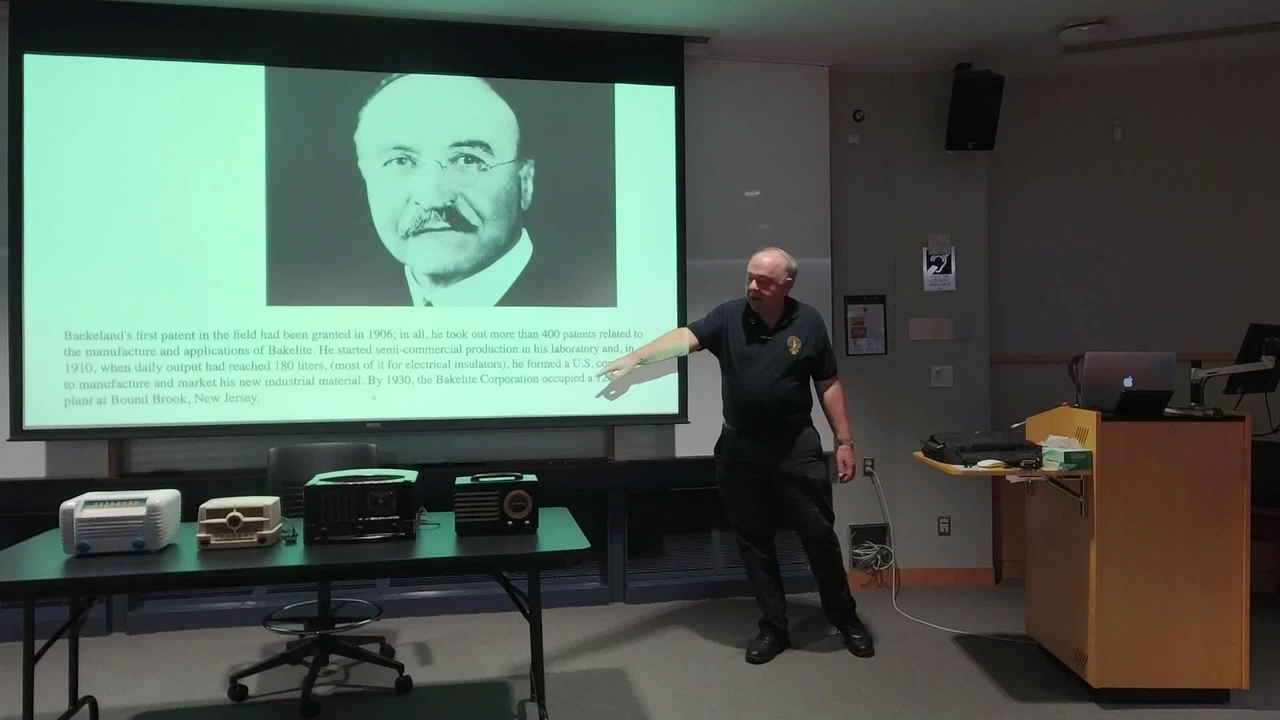 Baekeland's first patent in the field had been granted in 1906; in all, he took out more than 400 patents related to
the manufacture and applications of Bakelite. He started semi-commercial production in his laboratory and, in
1910, when daily output had reached 180 liters, (most of it for electrical insulators), he formed a U.S.
to manufacture and market his new industrial material. By 1930, the Bakelite Corporation occupied a
plant at Bound Brook, New Jersey.